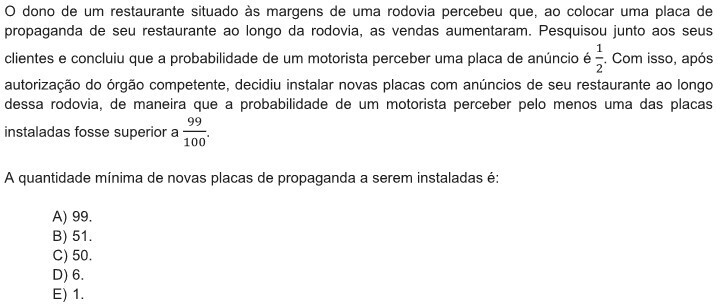 O dono de um restaurante situado às margens de uma rodovia percebeu que, ao colocar uma placa de
propaganda de seu restaurante ao longo da rodovia, as vendas aumentaram. Pesquisou junto aos seus
clientes e concluiu que a probabilidade de um motorista perceber uma placa de anúncio é 1/2. Com isso, após
autorização do órgão competente, decidiu instalar novas placas com anúncios de seu restaurante ao longo
dessa rodovia, de maneira que a probabilidade de um motorista perceber pelo menos uma das placas
instaladas fosse superior a 99/100.
A quantidade mínima de novas placas de propaganda a serem instaladas é:
A) 99.
B) 51.
C) 50.
D) 6.
E) 1.